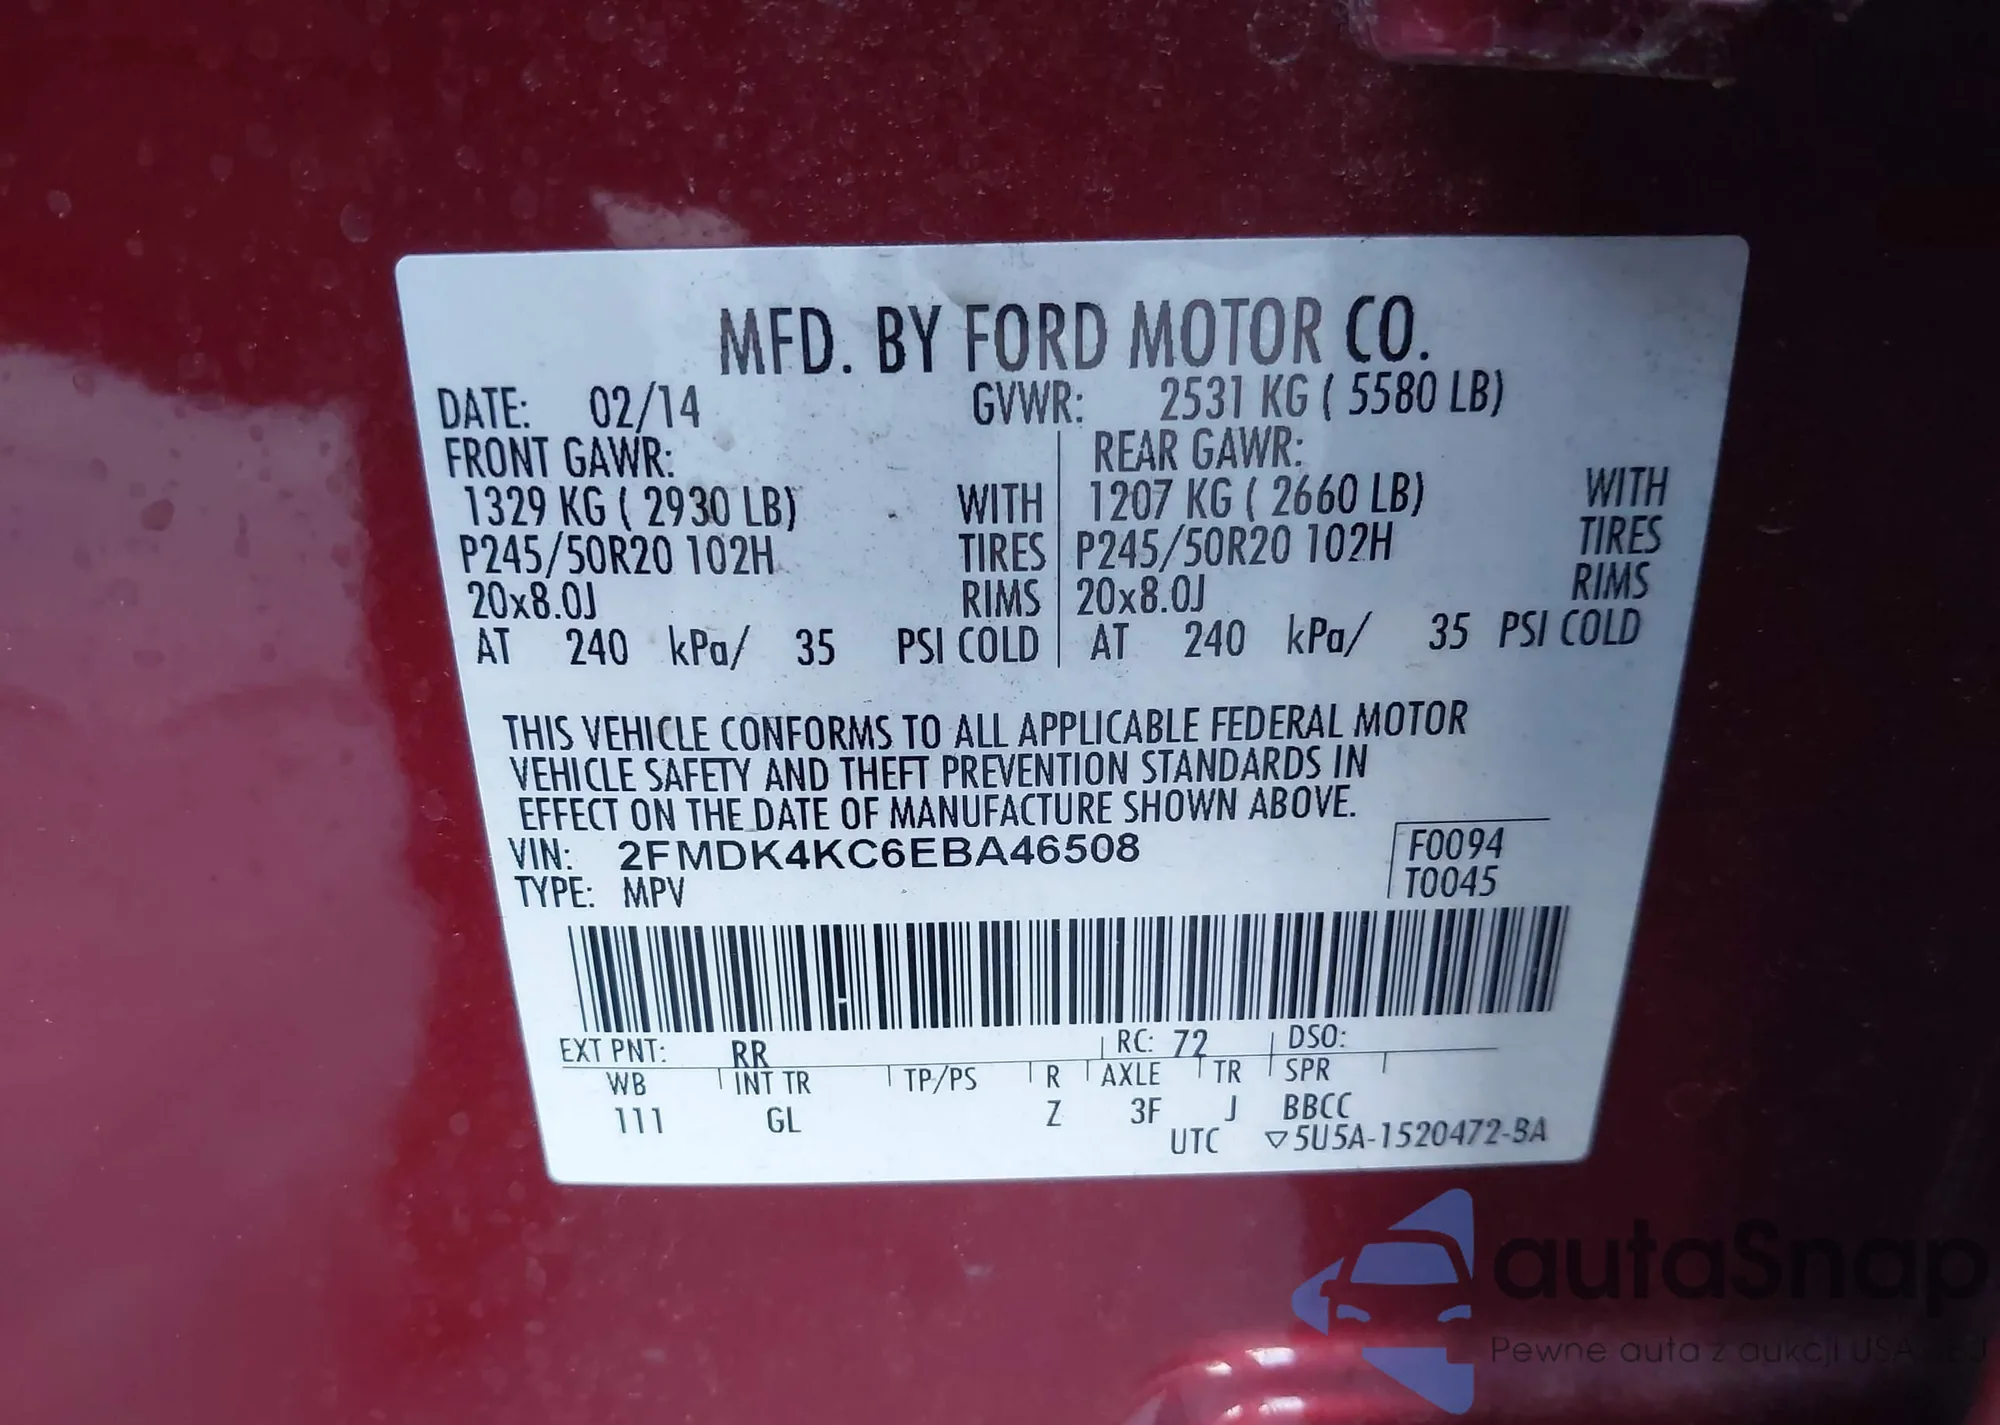 MFD. BY FORD MOTOR CO.
DATE: 02/14 GVWR: 2531 KG ( 5580 LB)
FRONT GAWR: REAR GAWR:
1329 KG ( 2930 LB) WITH 1207 KG ( 2660 LB) WITH
P245/50R20 102H TIRES P245/50R20 102H TIRES
20x8.0J RIMS 20x8.0J RIMS
AT 240 kPa/ 35 PSI COLD AT 240 kPa/ 35 PSI COLD
THIS VEHICLE CONFORMS TO ALL APPLICABLE FEDERAL MOTOR
VEHICLE SAFETY AND THEFT PREVENTION STANDARDS IN
EFFECT ON THE DATE OF MANUFACTURE SHOWN ABOVE.
VIN: 2FMDK4KC6EBA46508 F0094
TYPE: MPV T0045
EXT PNT: RR RC: 72 DSO:
WB INT TR TP/PS R AXLE TR SPR
111 GL Z 3F J BBCC
UTC ▽5U5A-1520472-BA
autaSnap
Pewne auta z aukcji USA